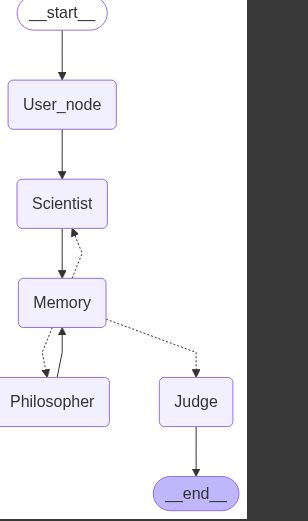 __start__
User_node
Scientist
Memory
Philosopher
Judge
__end__